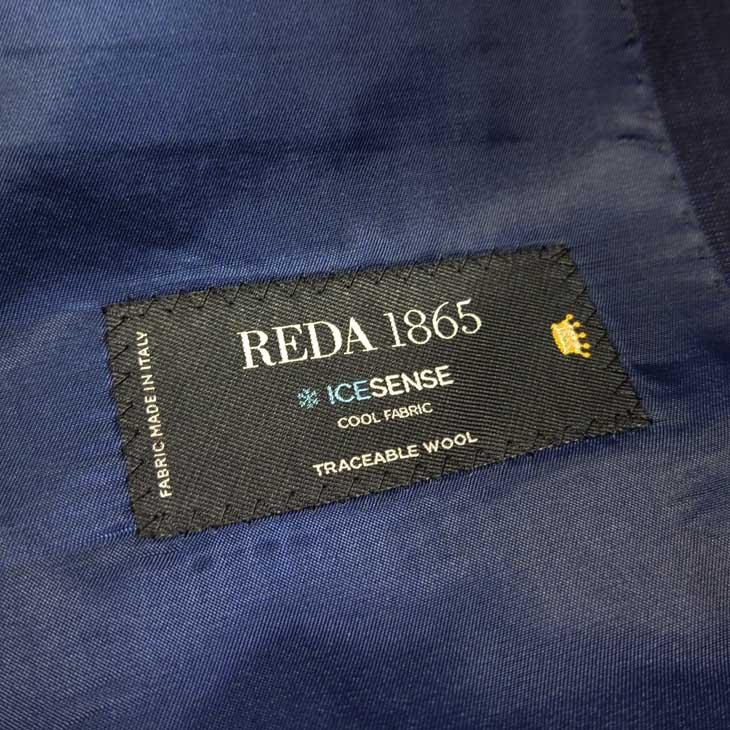 REDA 1865
ICESENSE
COOL FABRIC
TRACEABLE WOOL
FABRIC MADE IN ITALY